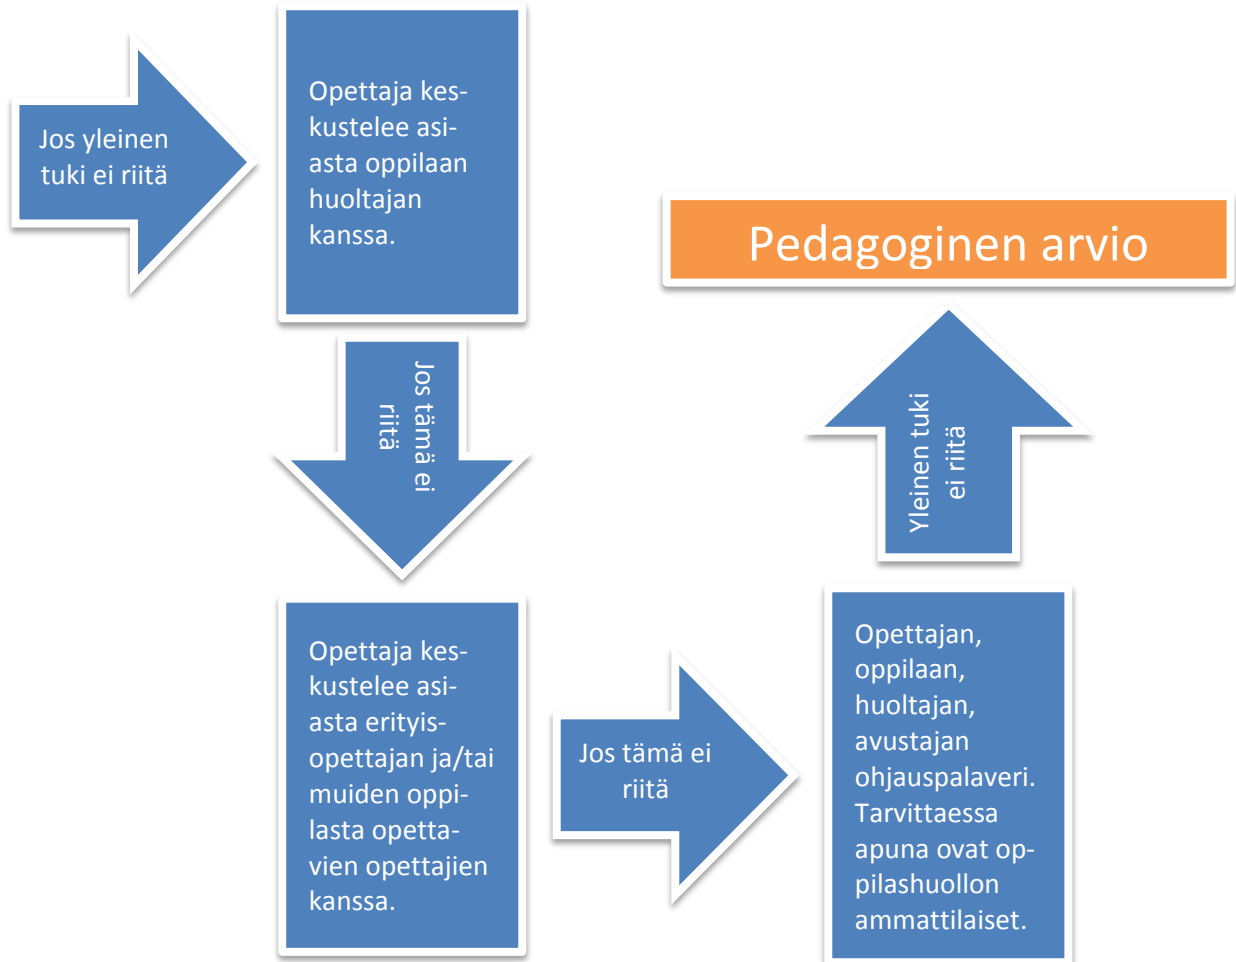 Jos yleinen
tuki ei riitä
Opettaja kes-
kustelee asi-
asta oppilaan
huoltajan
kanssa.
Jos tämä ei
riitä
Opettaja kes-
kustelee asi-
asta erityis-
opettajan ja/tai
muiden oppi-
lasta opetta-
vien opettajien
kanssa.
Jos tämä ei
riitä
Opettajan,
oppilaan,
huoltajan,
avustajan
ohjauspalaveri.
Tarvittaessa
apuna ovat op-
pilashuollon
ammattilaiset.
Yleinen tuki
ei riitä
Pedagoginen arvio